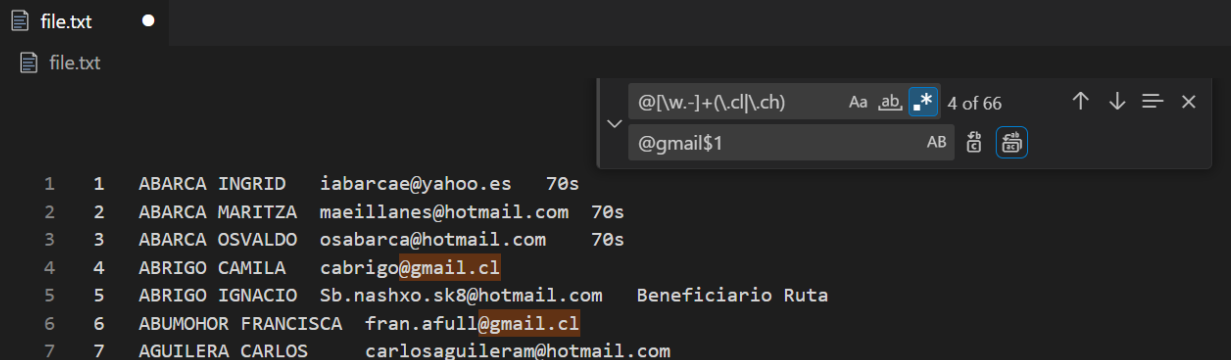 file.txt
file.txt
@[\w.-]+(\.cl|\.ch) Aa ab .* 4 of 66
@gmail$1 AB
1 1 ABARCA INGRID iabarcae@yahoo.es 70s
2 2 ABARCA MARITZA maeillanes@hotmail.com 70s
3 3 ABARCA OSVALDO osabarca@hotmail.com 70s
4 4 ABRIGO CAMILA cabrigo@gmail.cl
5 5 ABRIGO IGNACIO Sb.nashxo.sk8@hotmail.com Beneficiario Ruta
6 6 ABUMOHOR FRANCISCA fran.afull@gmail.cl
7 7 AGUILERA CARLOS carlosaguileram@hotmail.com